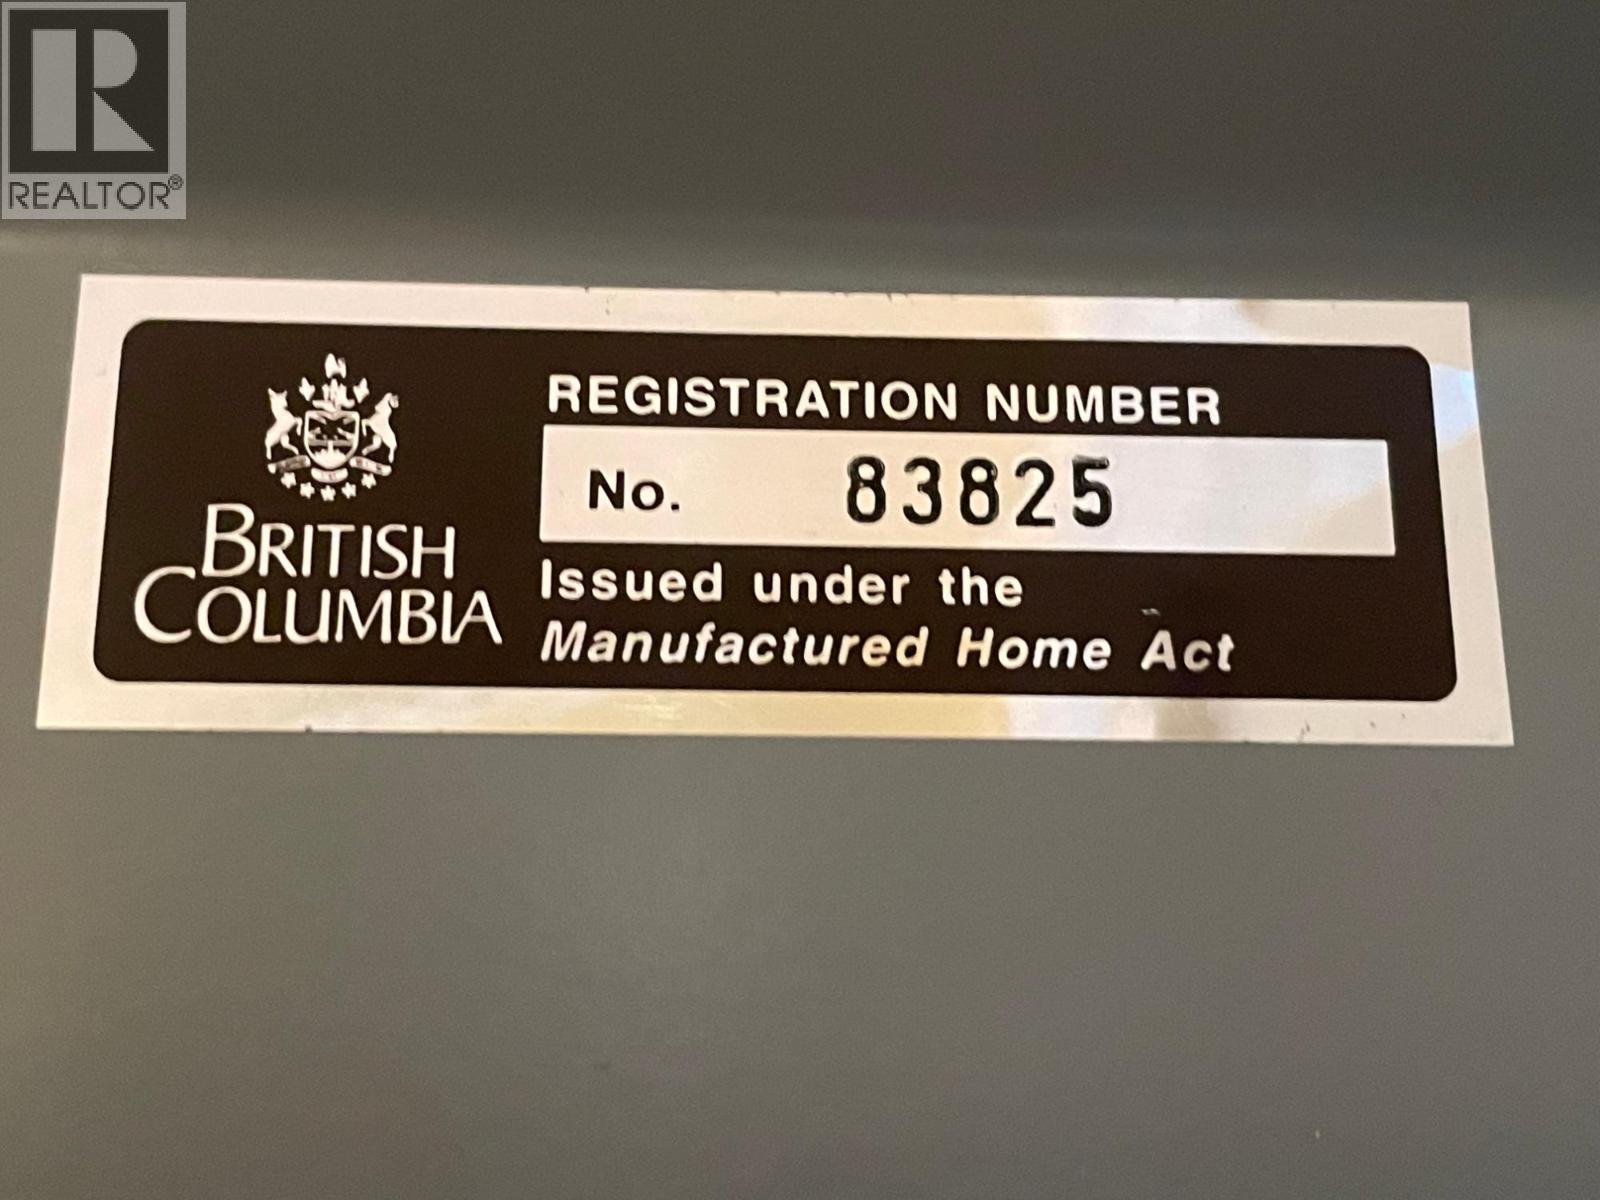 REALTOR®
REGISTRATION NUMBER
No. 83825
Issued under the
Manufactured Home Act
BRITISH
COLUMBIA